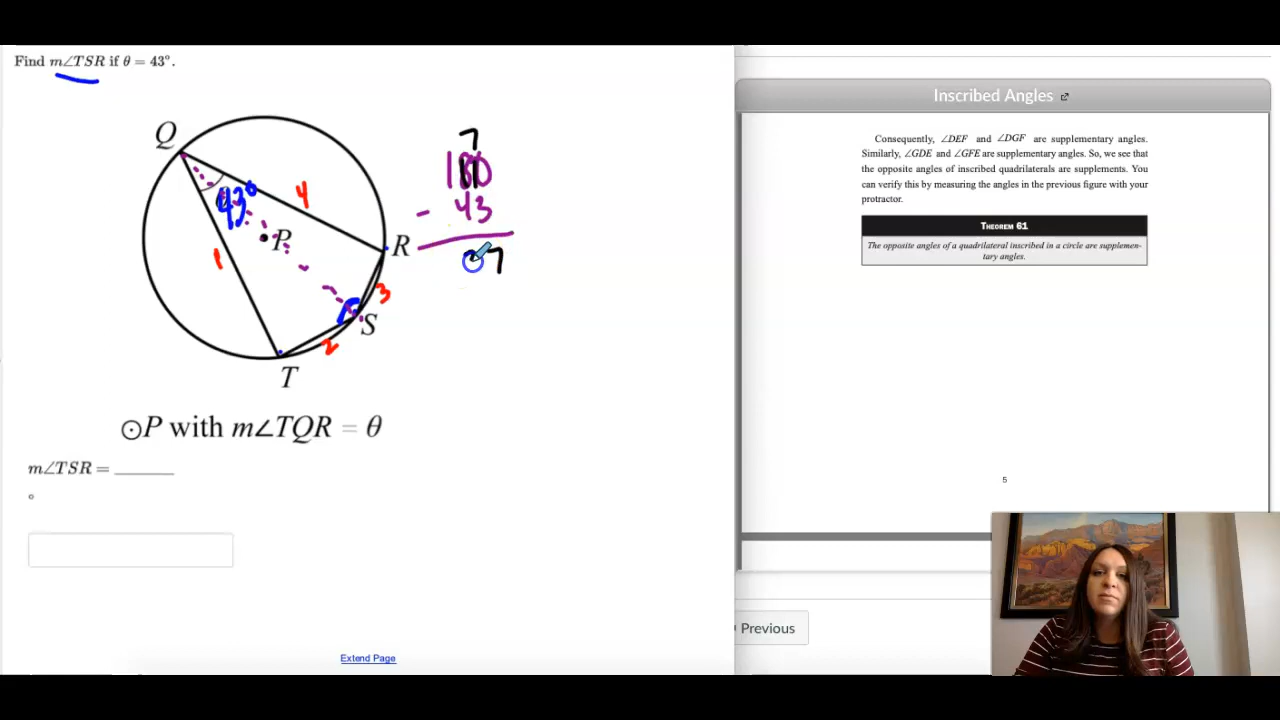 Find m∠TSR if θ = 43°.
Q
43°
4
P
R
1
3
S
2
T
7
180
- 43
7
⊙P with m∠TQR = θ
m∠TSR = ______
°
Extend Page
Inscribed Angles
Consequently, ∠DEF and ∠DGF are supplementary angles.
Similarly, ∠GDE and ∠GFE are supplementary angles. So, we see that
the opposite angles of inscribed quadrilaterals are supplements. You
can verify this by measuring the angles in the previous figure with your
protractor.
THEOREM 61
The opposite angles of a quadrilateral inscribed in a circle are supplemen-
tary angles.
5
Previous